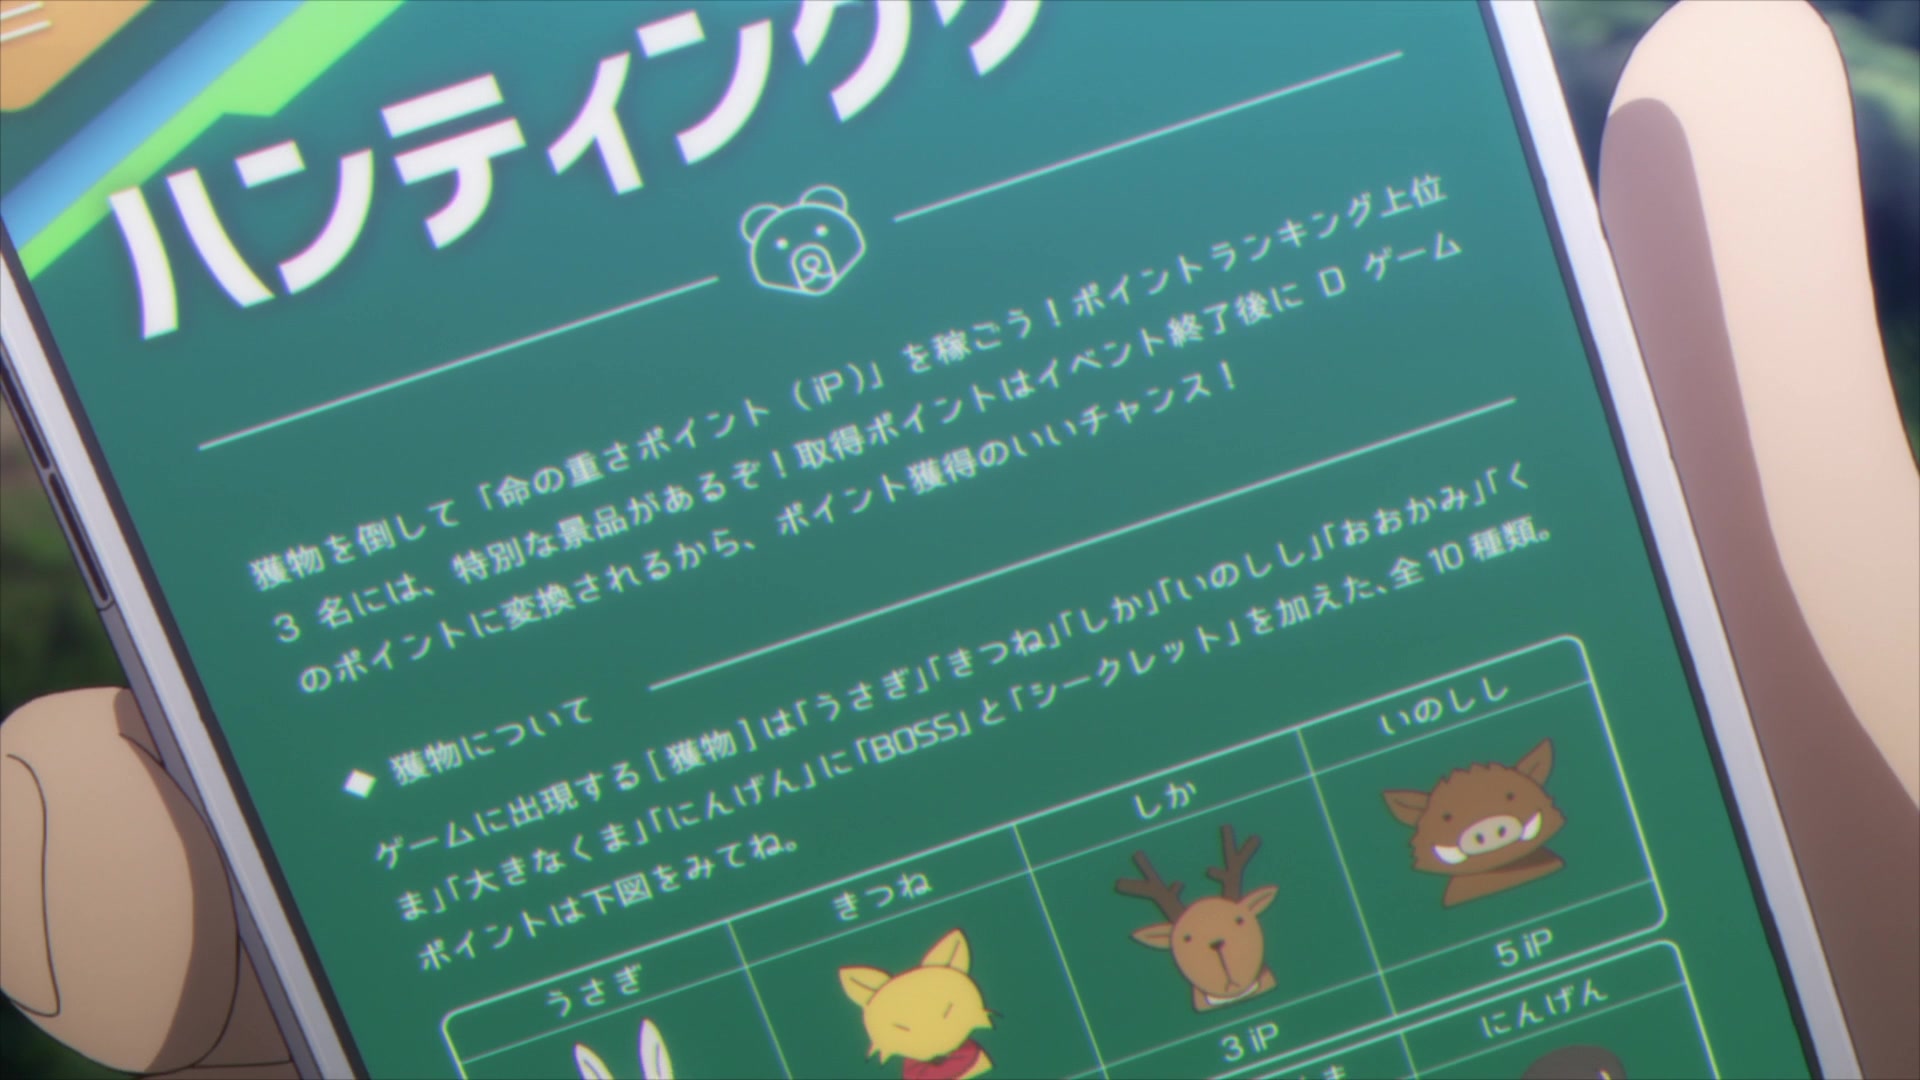 ハンティングゲ
獲物を倒して「命の重さポイント（iP）」を稼ごう！ポイントランキング上位
3 名には、特別な景品があるぞ！取得ポイントはイベント終了後に D ゲーム
のポイントに変換されるから、ポイント獲得のいいチャンス！
◆ 獲物について
ゲームに出現する[獲物]は「うさぎ」「きつね」「しか」「いのしし」「おおかみ」「く
ま」「大きなくま」「にんげん」に「BOSS」と「シークレット」を加えた、全 10 種類。
ポイントは下図をみてね。
うさぎ
きつね
しか
いのしし
3 iP
5 iP
にんげん